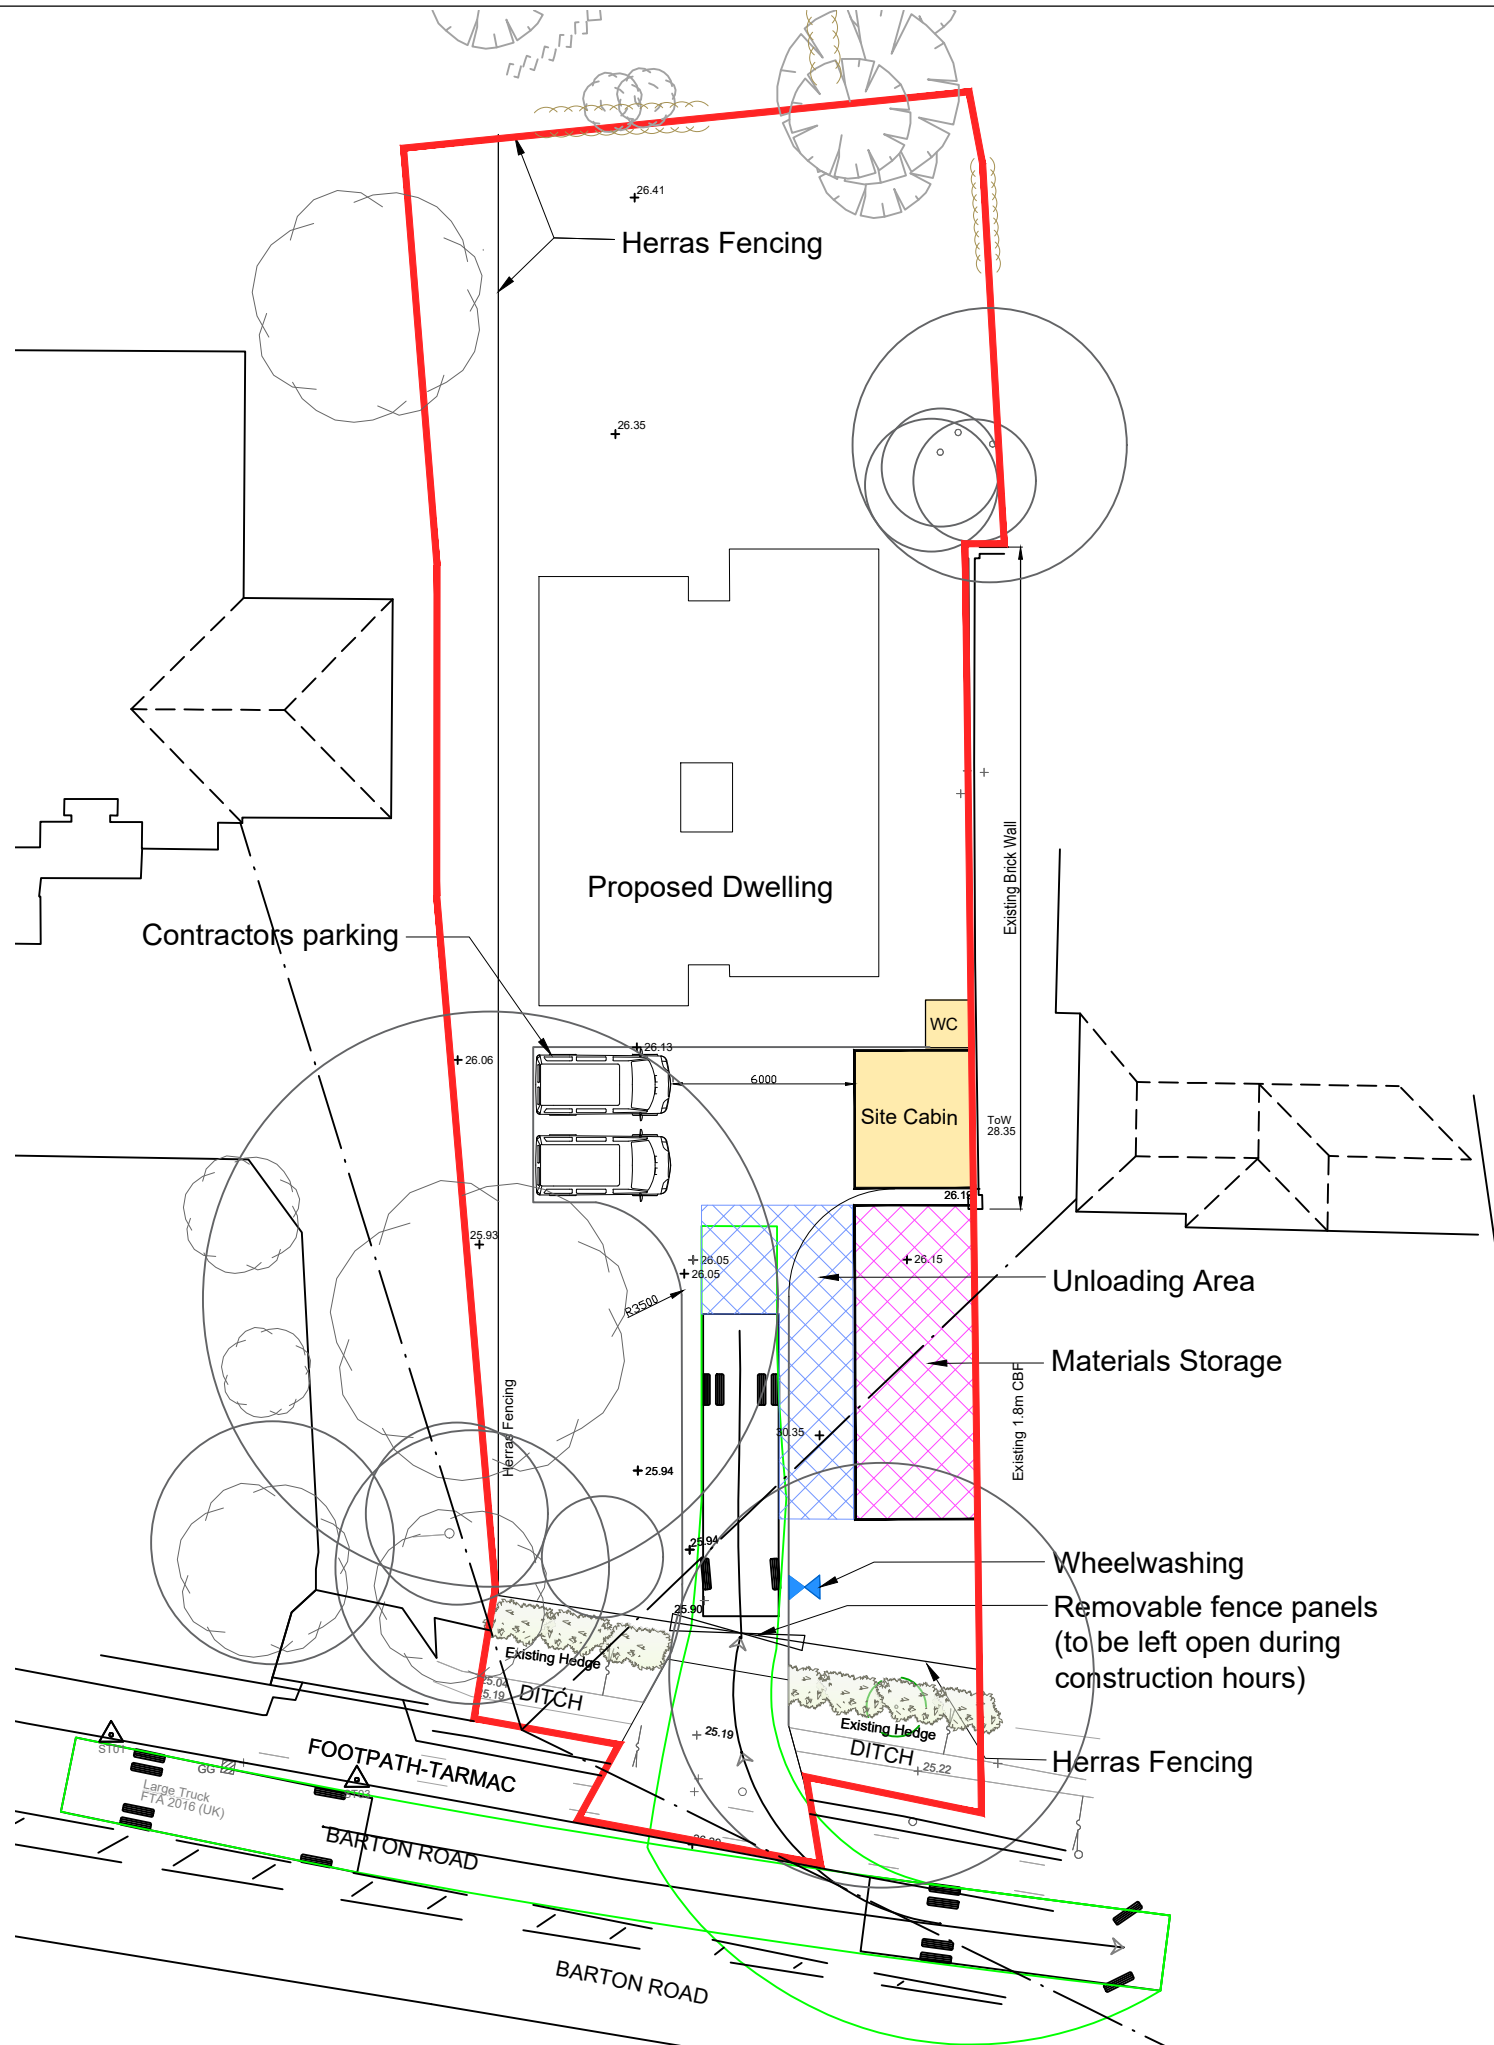 26.41
Herras Fencing
26.35
Existing Brick Wall
Proposed Dwelling
Contractors parking
WC
26.13
26.06
6000
Site Cabin
ToW
28.35
25.93
26.05
26.05
26.15
Unloading Area
R3500
Materials Storage
Existing 1.8m CBF
Herras Fencing
30.35
25.94
25.94
Wheelwashing
25.90
Removable fence panels
(to be left open during
construction hours)
Existing Hedge
25.19
DITCH
25.19
Existing Hedge
DITCH
25.22
Herras Fencing
ST01
FOOTPATH-TARMAC
GG
Large Truck
FTA 2016 (UK)
BARTON ROAD
BARTON ROAD